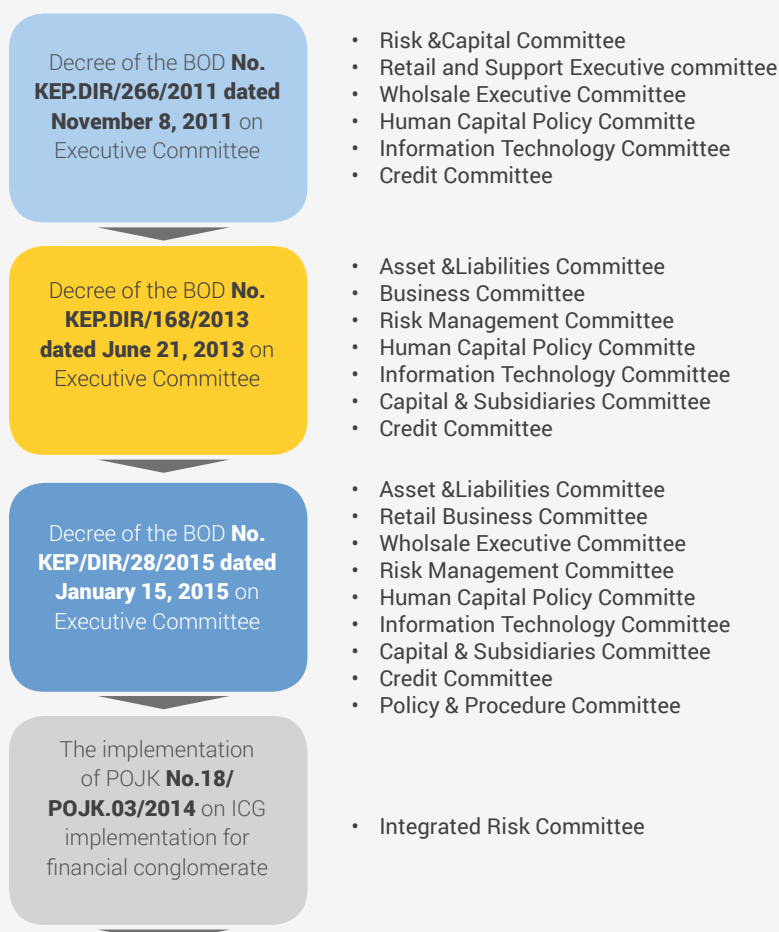 Decree of the BOD No.
KEP.DIR/266/2011 dated
November 8, 2011 on
Executive Committee
• Risk &Capital Committee
• Retail and Support Executive committee
• Wholsale Executive Committee
• Human Capital Policy Committe
• Information Technology Committee
• Credit Committee
Decree of the BOD No.
KEP.DIR/168/2013
dated June 21, 2013 on
Executive Committee
• Asset &Liabilities Committee
• Business Committee
• Risk Management Committee
• Human Capital Policy Committe
• Information Technology Committee
• Capital & Subsidiaries Committee
• Credit Committee
Decree of the BOD No.
KEP/DIR/28/2015 dated
January 15, 2015 on
Executive Committee
• Asset &Liabilities Committee
• Retail Business Committee
• Wholsale Executive Committee
• Risk Management Committee
• Human Capital Policy Committe
• Information Technology Committee
• Capital & Subsidiaries Committee
• Credit Committee
• Policy & Procedure Committee
The implementation
of POJK No.18/
POJK.03/2014 on ICG
implementation for
financial conglomerate
• Integrated Risk Committee